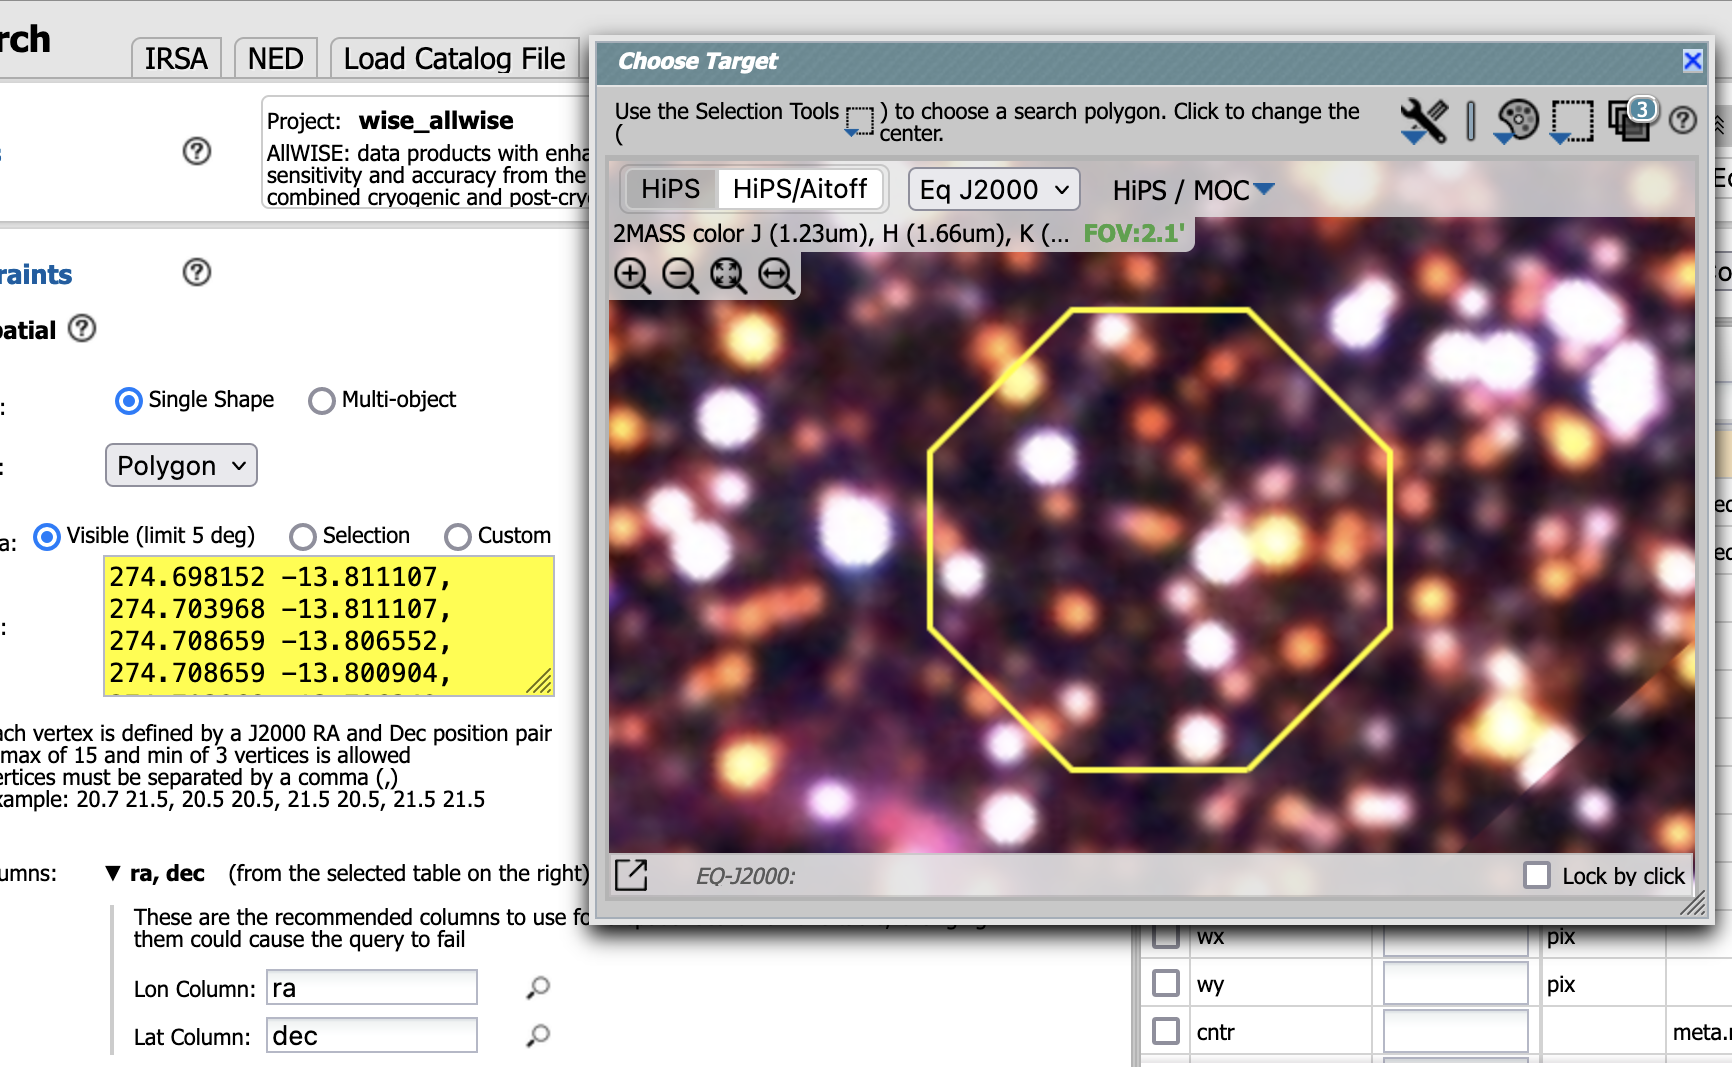 rch
IRSA
NED
Load Catalog File
Project: wise_allwise
AllWISE: data products with enha
sensitivity and accuracy from the
combined cryogenic and post-cry
raints
patial
:
Single Shape
Multi-object
:
Polygon
a:
Visible (limit 5 deg)
Selection
Custom
:
274.698152 -13.811107,
274.703968 -13.811107,
274.708659 -13.806552,
274.708659 -13.800904,
ach vertex is defined by a J2000 RA and Dec position pair
max of 15 and min of 3 vertices is allowed
ertices must be separated by a comma (,)
xample: 20.7 21.5, 20.5 20.5, 21.5 20.5, 21.5 21.5
umns:
ra, dec (from the selected table on the right)
These are the recommended columns to use fo
them could cause the query to fail
Lon Column: ra
Lat Column: dec
Choose Target
Use the Selection Tools ( ) to choose a search polygon. Click to change the center.
3
HiPS
HiPS/Aitoff
Eq J2000
HiPS / MOC
2MASS color J (1.23um), H (1.66um), K (... FOV:2.1'
EQ-J2000:
Lock by click
wx
pix
wy
pix
cntr
meta.